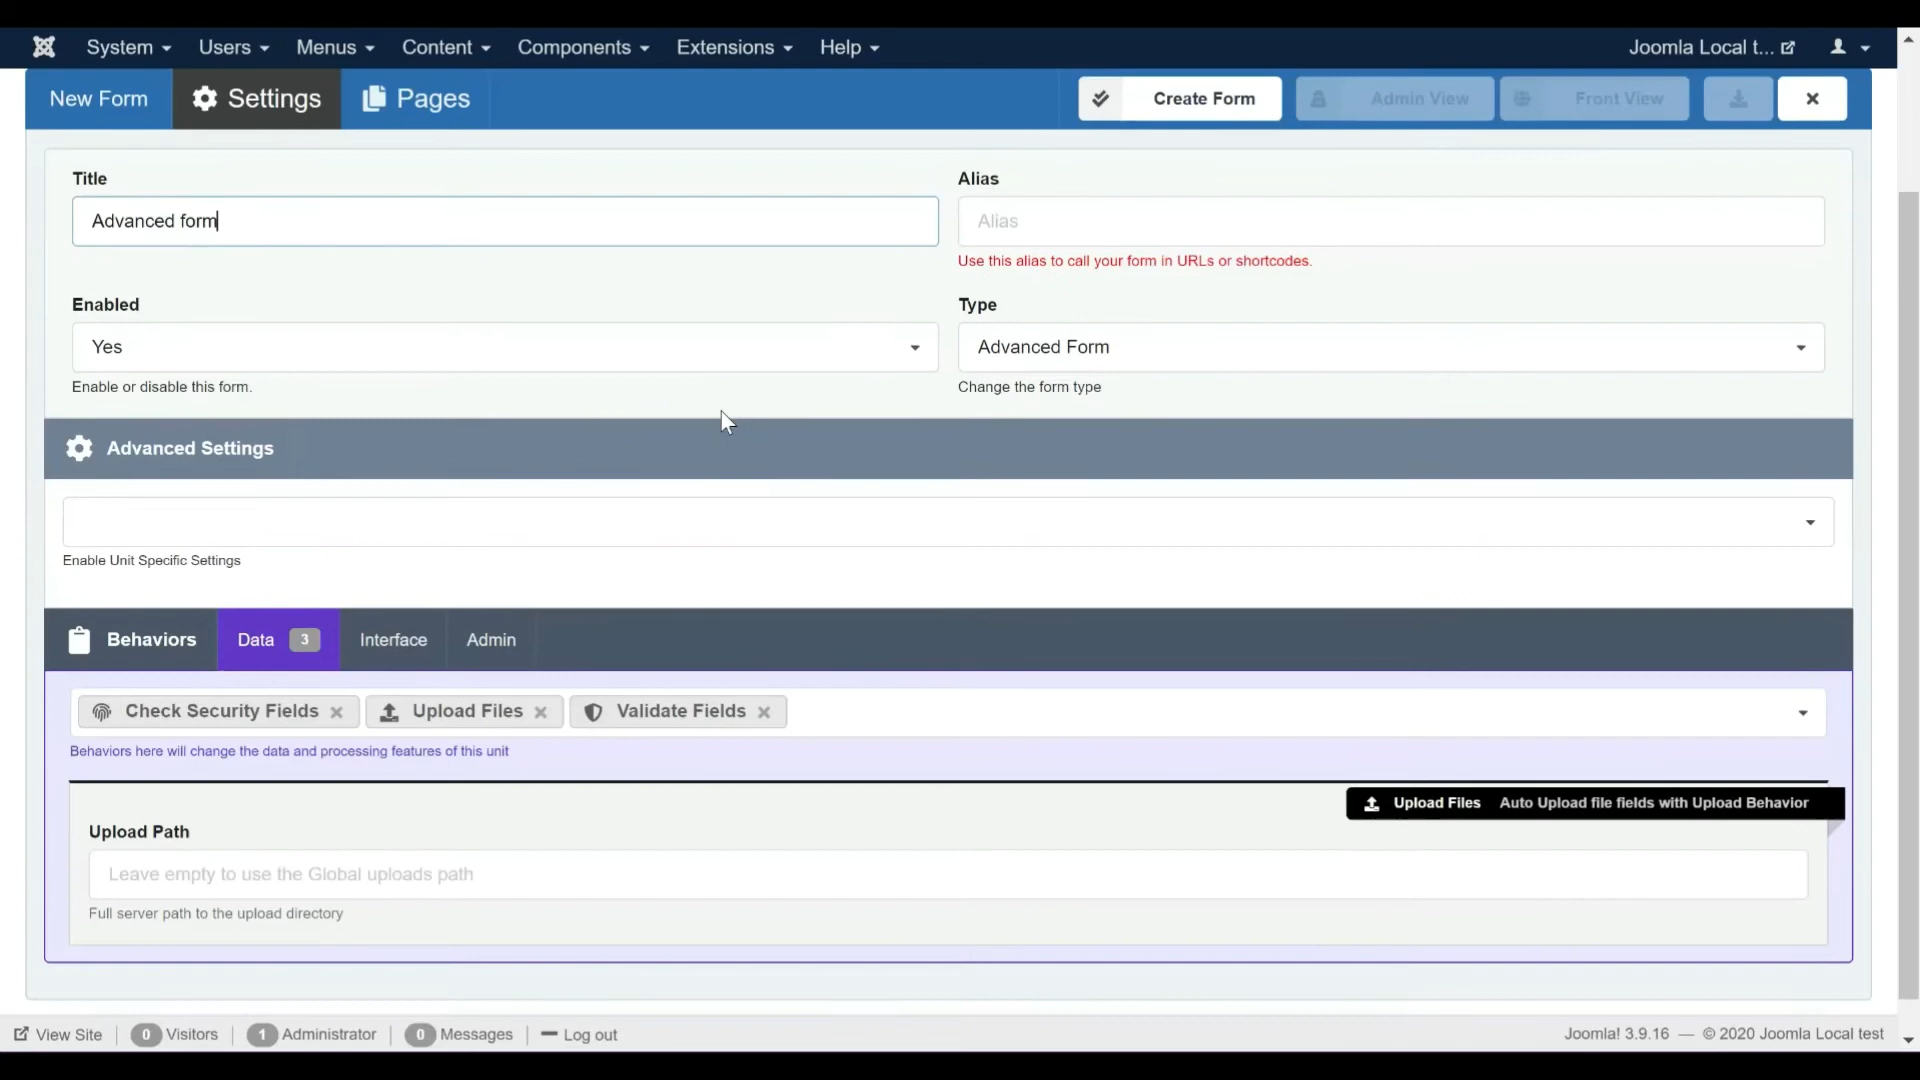 System Users Menus Content Components Extensions Help Joomla Local t...
New Form Settings Pages Create Form Admin View Front View
Title
Advanced form
Alias
Alias
Use this alias to call your form in URLs or shortcodes.
Enabled
Yes
Enable or disable this form.
Type
Advanced Form
Change the form type
Advanced Settings
Enable Unit Specific Settings
Behaviors Data 3 Interface Admin
Check Security Fields Upload Files Validate Fields
Behaviors here will change the data and processing features of this unit
Upload Files Auto Upload file fields with Upload Behavior
Upload Path
Leave empty to use the Global uploads path
Full server path to the upload directory
View Site 0 Visitors 1 Administrator 0 Messages Log out Joomla! 3.9.16 — © 2020 Joomla Local test